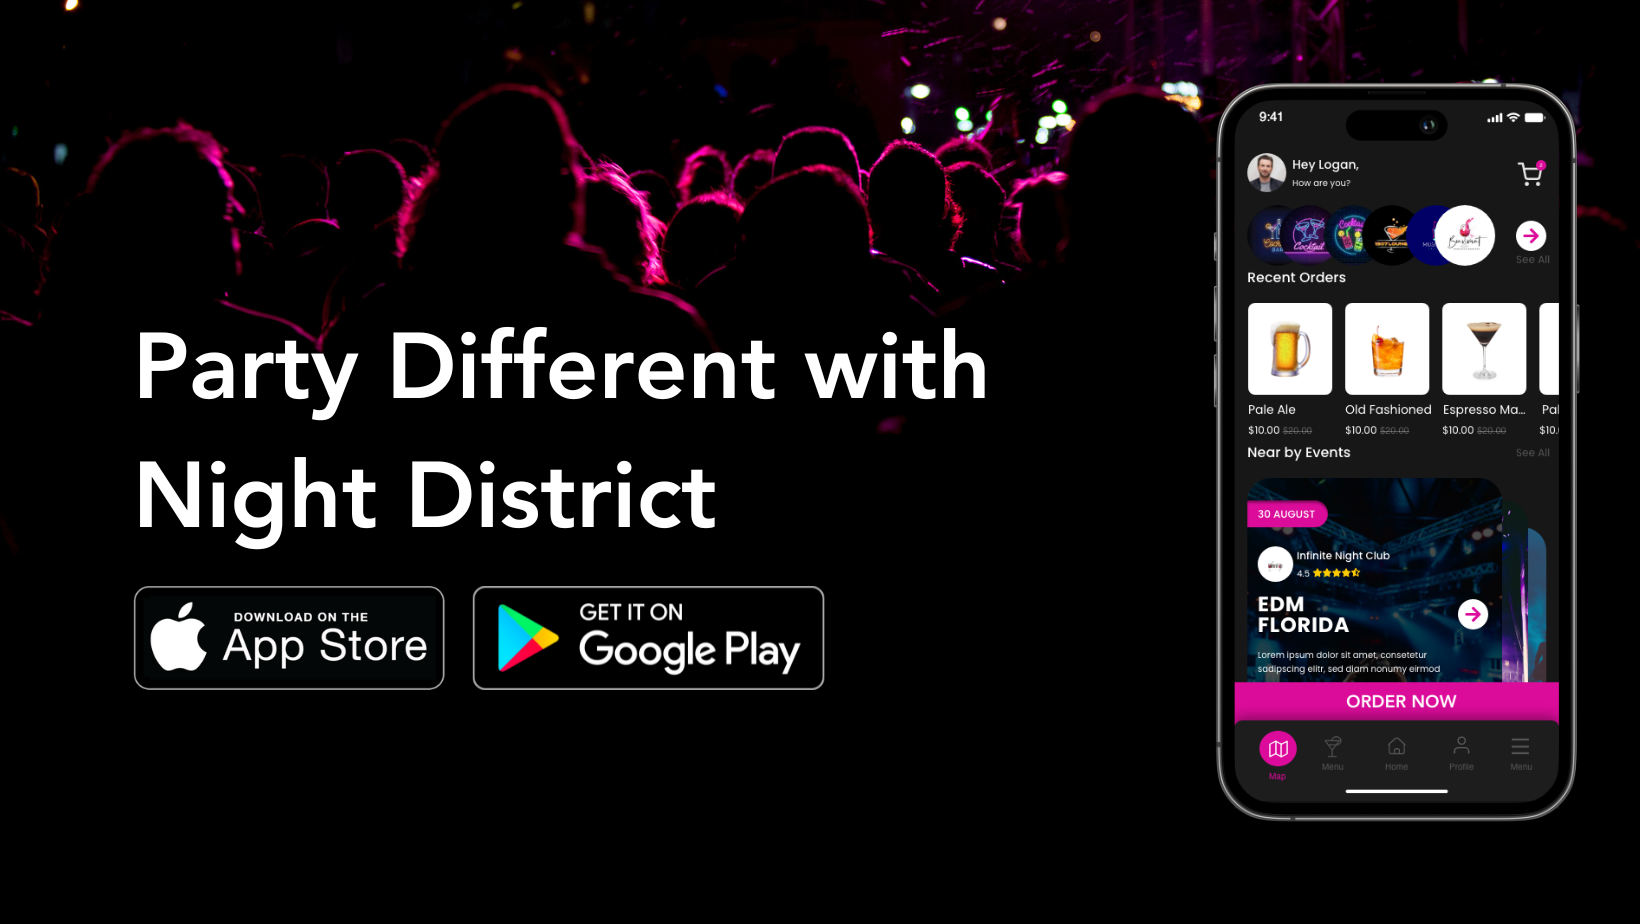 Party Different with
Night District
DOWNLOAD ON THE
App Store
GET IT ON
Google Play
9:41
Hey Logan,
How are you?
Cocktail
Cocktail
See All
Recent Orders
Pale Ale
Old Fashioned
Espresso Ma...
Pal
$10.00 $20.00
$10.00 $20.00
$10.00 $20.00
$10.
Near by Events
See All
30 AUGUST
Infinite Night Club
4.5
EDM
FLORIDA
Lorem ipsum dolor sit amet, consetetur
sadipscing elitr, sed diam nonumy eirmod
ORDER NOW
Map
Menu
Home
Profile
Menu